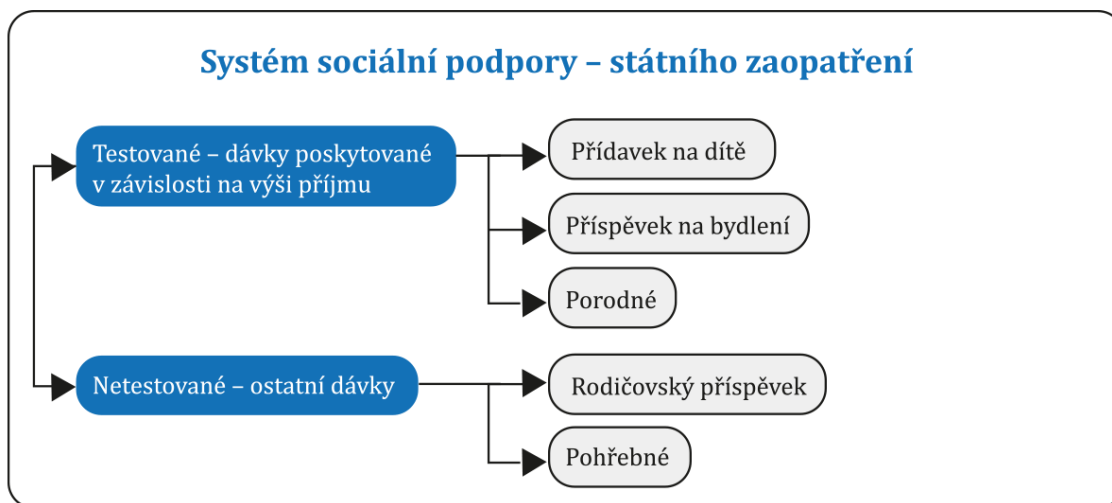 Systém sociální podpory – státního zaopatření
Testované – dávky poskytované
v závislosti na výši příjmu
Přídavek na dítě
Příspěvek na bydlení
Porodné
Netestované – ostatní dávky
Rodičovský příspěvek
Pohřebné